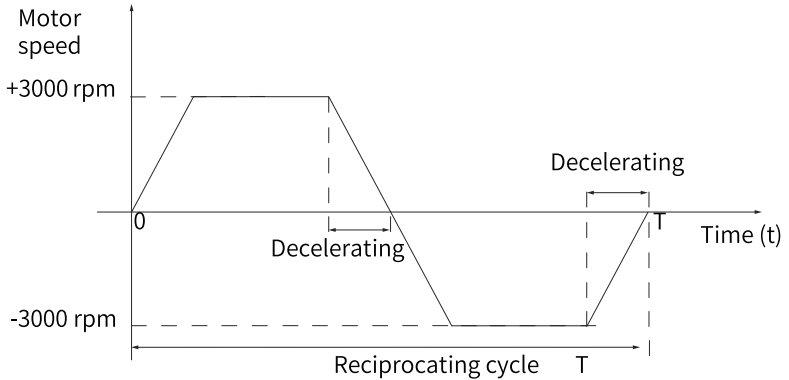 Motor
speed
+3000 rpm
Decelerating
0
T
Time (t)
Decelerating
-3000 rpm
Reciprocating cycle T